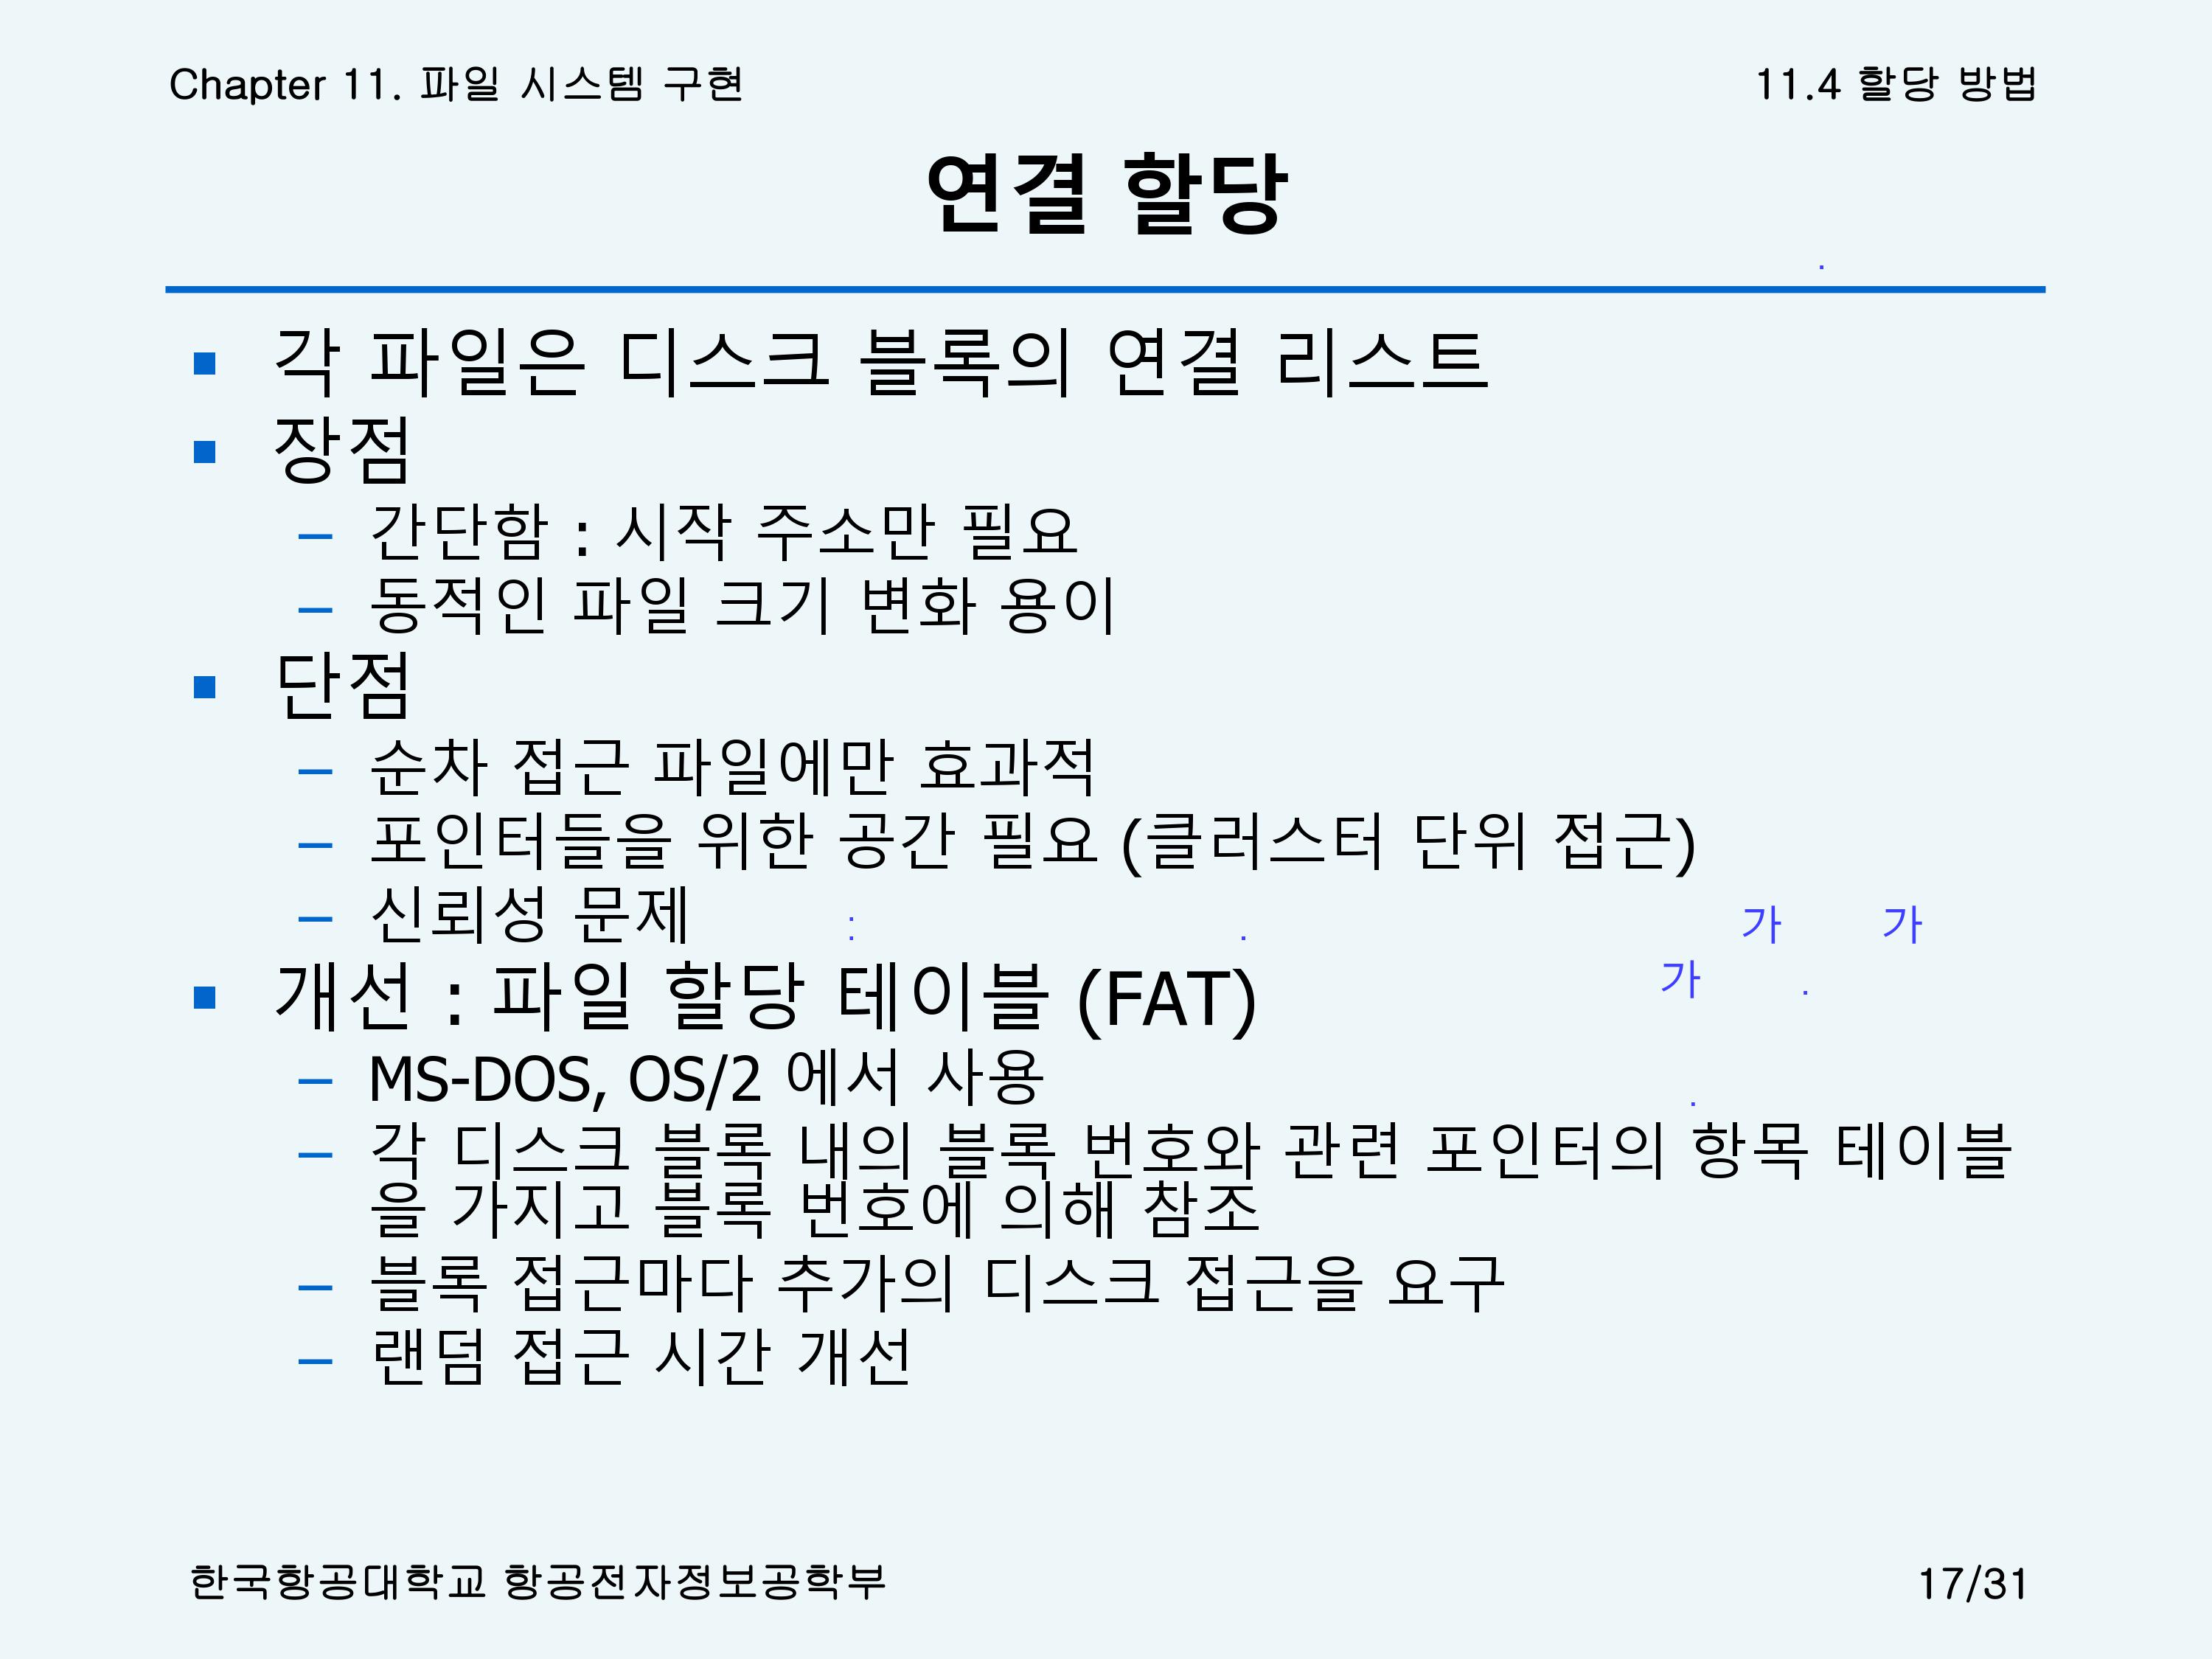 Chapter 11. 파일 시스템 구현
11.4 할당 방법
연결 할당
.
▪ 각 파일은 디스크 블록의 연결 리스트
▪ 장점
– 간단함 : 시작 주소만 필요
– 동적인 파일 크기 변화 용이
▪ 단점
– 순차 접근 파일에만 효과적
– 포인터들을 위한 공간 필요 (클러스터 단위 접근)
– 신뢰성 문제 : . 가 가
가 .
▪ 개선 : 파일 할당 테이블 (FAT)
– MS-DOS, OS/2 에서 사용
.
– 각 디스크 블록 내의 블록 번호와 관련 포인터의 항목 테이블
을 가지고 블록 번호에 의해 참조
– 블록 접근마다 추가의 디스크 접근을 요구
– 랜덤 접근 시간 개선
한국항공대학교 항공전자정보공학부
17/31